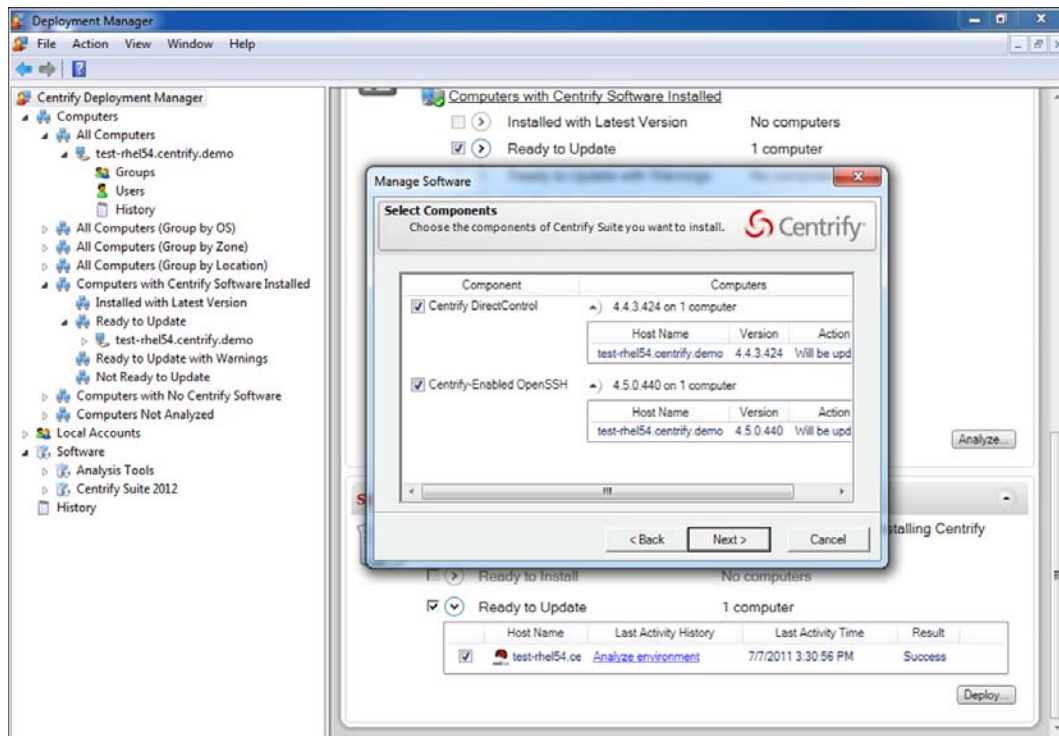 Deployment Manager
File Action View Window Help
Centrify Deployment Manager
Computers
All Computers
test-rhel54.centrify.demo
Groups
Users
History
All Computers (Group by OS)
All Computers (Group by Zone)
All Computers (Group by Location)
Computers with Centrify Software Installed
Installed with Latest Version
Ready to Update
test-rhel54.centrify.demo
Ready to Update with Warnings
Not Ready to Update
Computers with No Centrify Software
Computers Not Analyzed
Local Accounts
Software
Analysis Tools
Centrify Suite 2012
History
Computers with Centrify Software Installed
Installed with Latest Version No computers
Ready to Update 1 computer
Manage Software
Select Components
Choose the components of Centrify Suite you want to install.
Centrify
Component Computers
Centrify DirectControl 4.4.3.424 on 1 computer
Host Name Version Action
test-rhel54.centrify.demo 4.4.3.424 Will be upd
Centrify-Enabled OpenSSH 4.5.0.440 on 1 computer
Host Name Version Action
test-rhel54.centrify.demo 4.5.0.440 Will be upd
< Back Next > Cancel
Analyze...
stalling Centrify
Ready to Install No computers
Ready to Update 1 computer
Host Name Last Activity History Last Activity Time Result
test-rhel54.ce Analyze environment 7/7/2011 3:30:56 PM Success
Deploy...